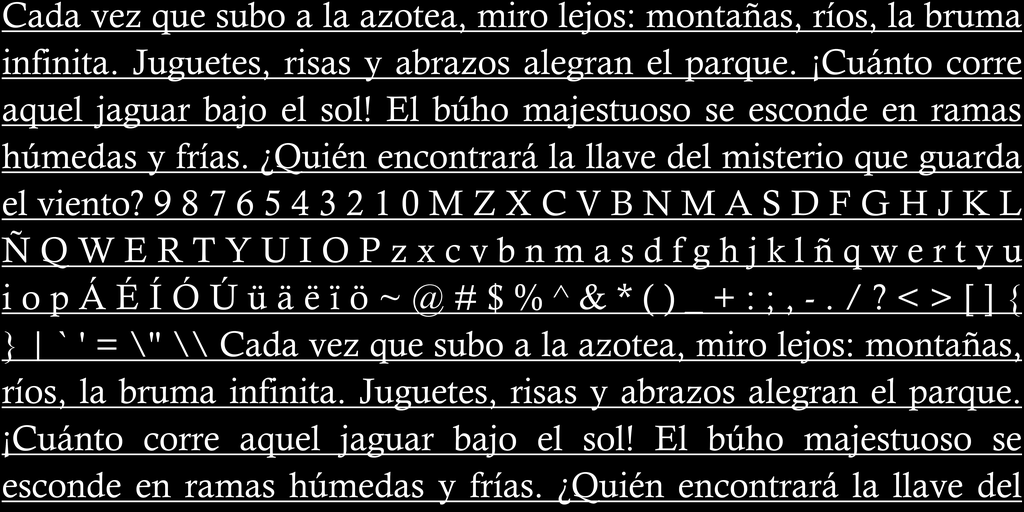 Cada vez que subo a la azotea, miro lejos: montañas, ríos, la bruma
infinita. Juguetes, risas y abrazos alegran el parque. ¡Cuánto corre
aquel jaguar bajo el sol! El búho majestuoso se esconde en ramas
húmedas y frías. ¿Quién encontrará la llave del misterio que guarda
el viento? 9 8 7 6 5 4 3 2 1 0 M Z X C V B N M A S D F G H J K L
Ñ Q W E R T Y U I O P z x c v b n m a s d f g h j k l ñ q w e r t y u
i o p Á É Í Ó Ú ü ä ë ï ö ~ @ # $ % ^ & * ( ) _ + : ; , - . / ? < > [ ] {
} | ` ' = \" \\ Cada vez que subo a la azotea, miro lejos: montañas,
ríos, la bruma infinita. Juguetes, risas y abrazos alegran el parque.
¡Cuánto corre aquel jaguar bajo el sol! El búho majestuoso se
esconde en ramas húmedas y frías. ¿Quién encontrará la llave del